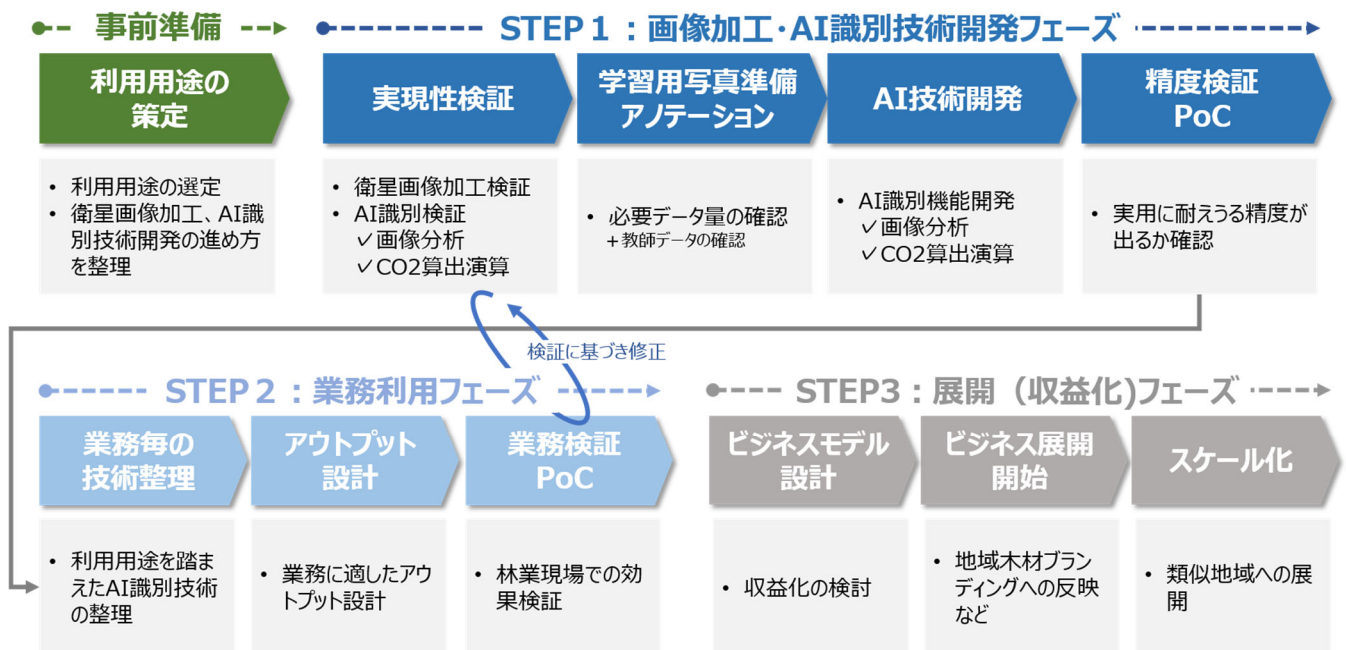 事前準備
STEP1：画像加工・AI識別技術開発フェーズ
利用用途の
策定
実現性検証
学習用写真準備
アノテーション
AI技術開発
精度検証
PoC
• 利用用途の選定
• 衛星画像加工、AI識
別技術開発の進め方
を整理
• 衛星画像加工検証
• AI識別検証
✓画像分析
✓CO2算出演算
• 必要データ量の確認
+教師データの確認
• AI識別機能開発
✓画像分析
✓CO2算出演算
• 実用に耐えうる精度が
出るか確認
検証に基づき修正
STEP2：業務利用フェーズ
STEP3：展開（収益化)フェーズ
業務毎の
技術整理
アウトプット
設計
業務検証
PoC
ビジネスモデル
設計
ビジネス展開
開始
スケール化
• 利用用途を踏ま
えたAI識別技術
の整理
• 業務に適したアウ
トプット設計
• 林業現場での効
果検証
• 収益化の検討
• 地域木材ブラン
ディングへの反映
など
• 類似地域への展
開